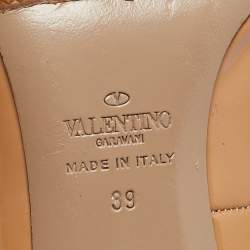 VALENTINO
GARAVANI
MADE IN ITALY
39